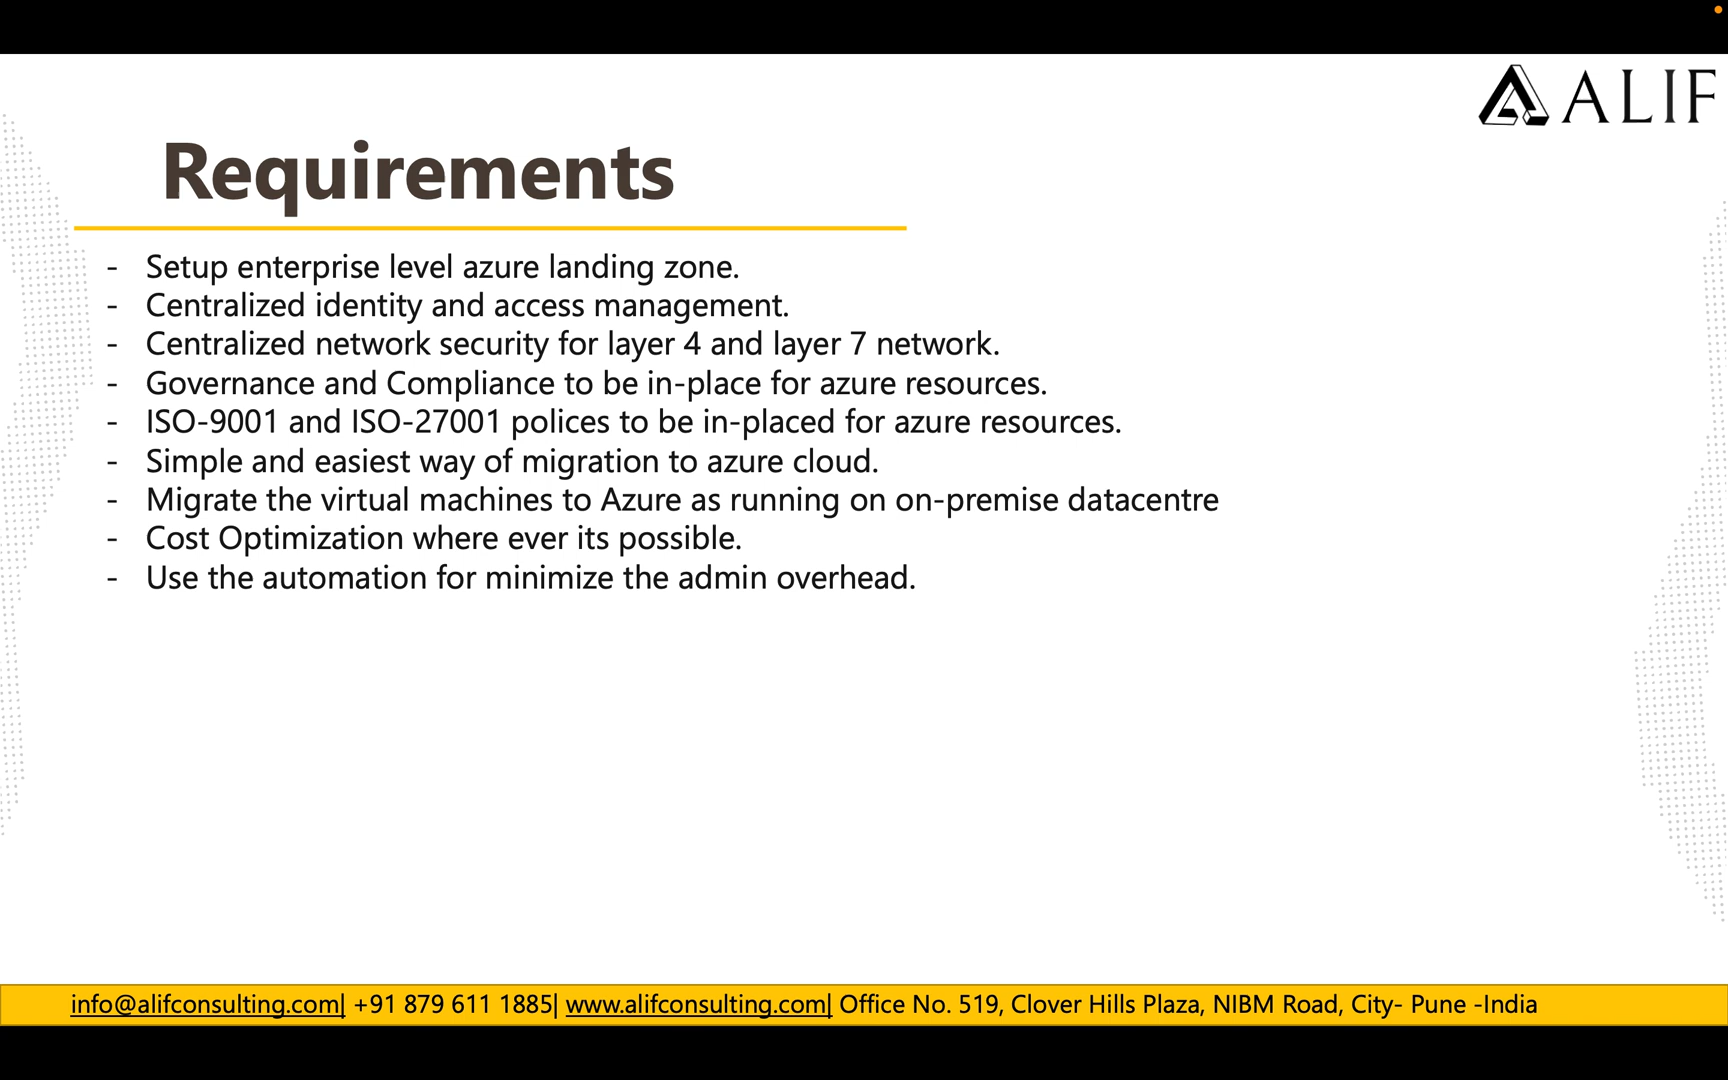 ALIF
Requirements
- Setup enterprise level azure landing zone.
- Centralized identity and access management.
- Centralized network security for layer 4 and layer 7 network.
- Governance and Compliance to be in-place for azure resources.
- ISO-9001 and ISO-27001 polices to be in-placed for azure resources.
- Simple and easiest way of migration to azure cloud.
- Migrate the virtual machines to Azure as running on on-premise datacentre
- Cost Optimization where ever its possible.
- Use the automation for minimize the admin overhead.
info@alifconsulting.com| +91 879 611 1885| www.alifconsulting.com| Office No. 519, Clover Hills Plaza, NIBM Road, City- Pune -India